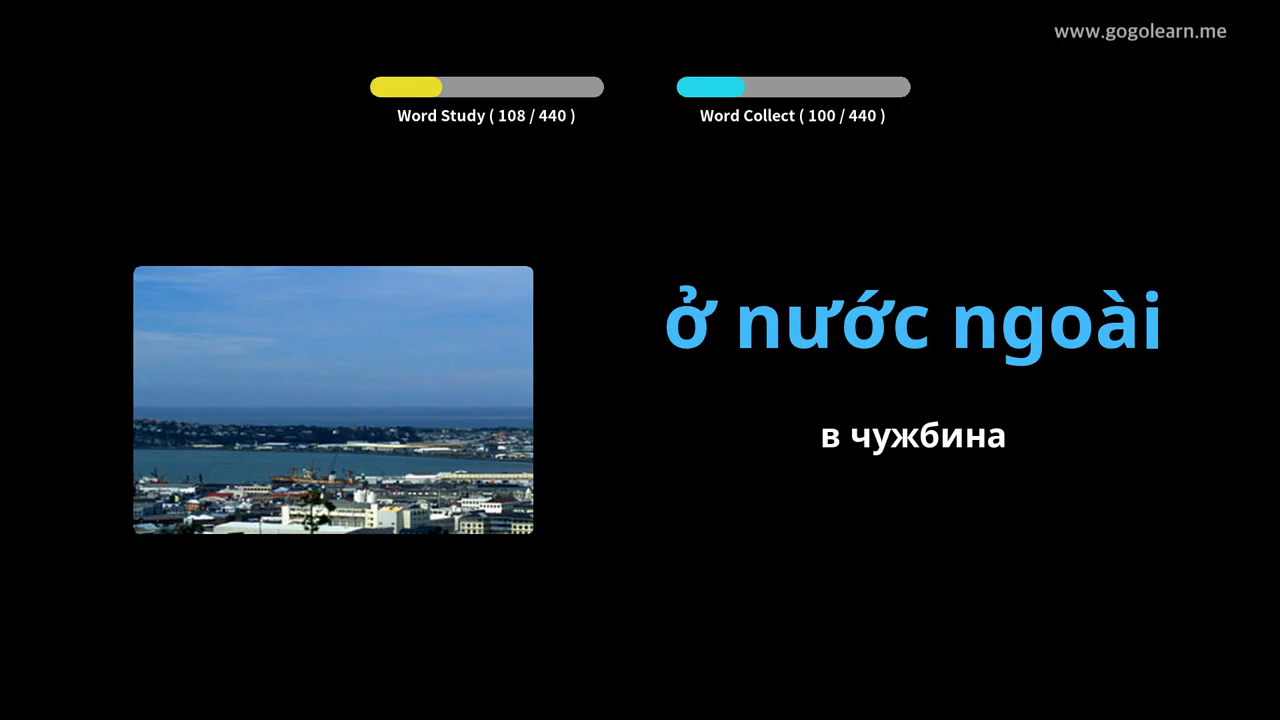 www.gogolearn.me
Word Study ( 108 / 440 )
Word Collect ( 100 / 440 )
ở nước ngoài
в чужбина